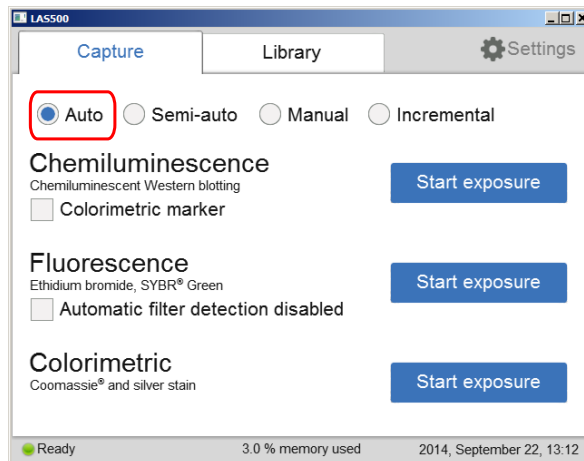 LAS500
Capture Library Settings
Auto Semi-auto Manual Incremental
Chemiluminescence
Chemiluminescent Western blotting
Start exposure
Colorimetric marker
Fluorescence
Ethidium bromide, SYBR® Green
Start exposure
Automatic filter detection disabled
Colorimetric
Coomassie® and silver stain
Start exposure
Ready 3.0 % memory used 2014, September 22, 13:12